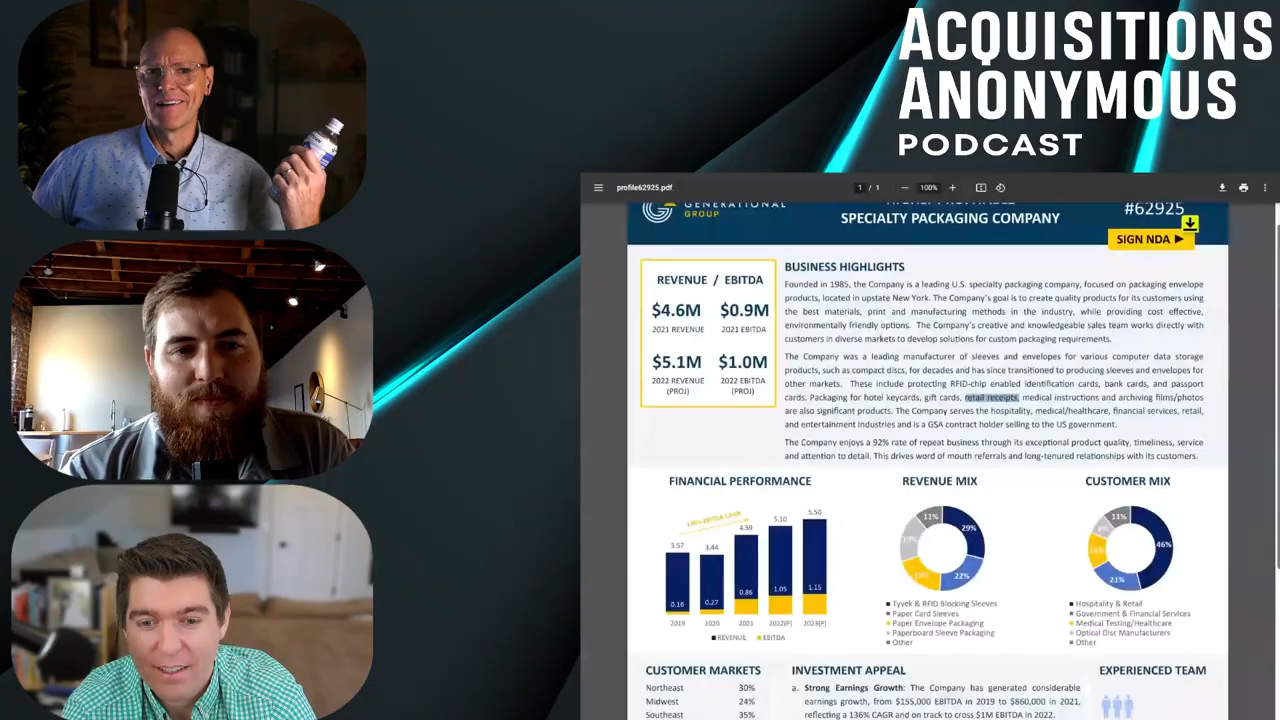 ACQUISITIONS
ANONYMOUS
PODCAST
profile62925.pdf
1 / 1
100%
GENERATIONAL
GROUP
SPECIALTY PACKAGING COMPANY
#62925
SIGN NDA
REVENUE / EBITDA
$4.6M $0.9M
2021 REVENUE 2021 EBITDA
$5.1M $1.0M
2022 REVENUE 2022 EBITDA
(PROJ) (PROJ)
BUSINESS HIGHLIGHTS
Founded in 1985, the Company is a leading U.S. specialty packaging company, focused on packaging envelope
products, located in upstate New York. The Company's goal is to create quality products for its customers using
the best materials, print and manufacturing methods in the industry, while providing cost effective,
environmentally friendly options. The Company's creative and knowledgeable sales team works directly with
customers in diverse markets to develop solutions for custom packaging requirements.
The Company was a leading manufacturer of sleeves and envelopes for various computer data storage
products, such as compact discs, for decades and has since transitioned to producing sleeves and envelopes for
other markets. These include protecting RFID-chip enabled identification cards, bank cards, and passport
cards. Packaging for hotel keycards, gift cards, retail receipts, medical instructions and archiving films/photos
are also significant products. The Company serves the hospitality, medical/healthcare, financial services, retail,
and entertainment industries and is a GSA contract holder selling to the US government.
The Company enjoys a 92% rate of repeat business through its exceptional product quality, timeliness, service
and attention to detail. This drives word of mouth referrals and long-tenured relationships with its customers.
FINANCIAL PERFORMANCE
3.57 3.44 4.59 5.10 5.50
0.16 0.27 0.86 1.05 1.15
2019 2020 2021 2022(P) 2023(P)
REVENUE EBITDA
REVENUE MIX
11% 29%
22%
Tyvek & RFID Blocking Sleeves
Paper Card Sleeves
Paper Envelope Packaging
Paperboard Sleeve Packaging
Other
CUSTOMER MIX
11%
46%
21%
Hospitality & Retail
Government & Financial Services
Medical Testing/Healthcare
Optical Disc Manufacturers
Other
CUSTOMER MARKETS
Northeast 30%
Midwest 24%
Southeast 35%
INVESTMENT APPEAL
a. Strong Earnings Growth: The Company has generated considerable
earnings growth, from $155,000 EBITDA in 2019 to $860,000 in 2021,
reflecting a 136% CAGR and on track to cross $1M EBITDA in 2022.
EXPERIENCED TEAM